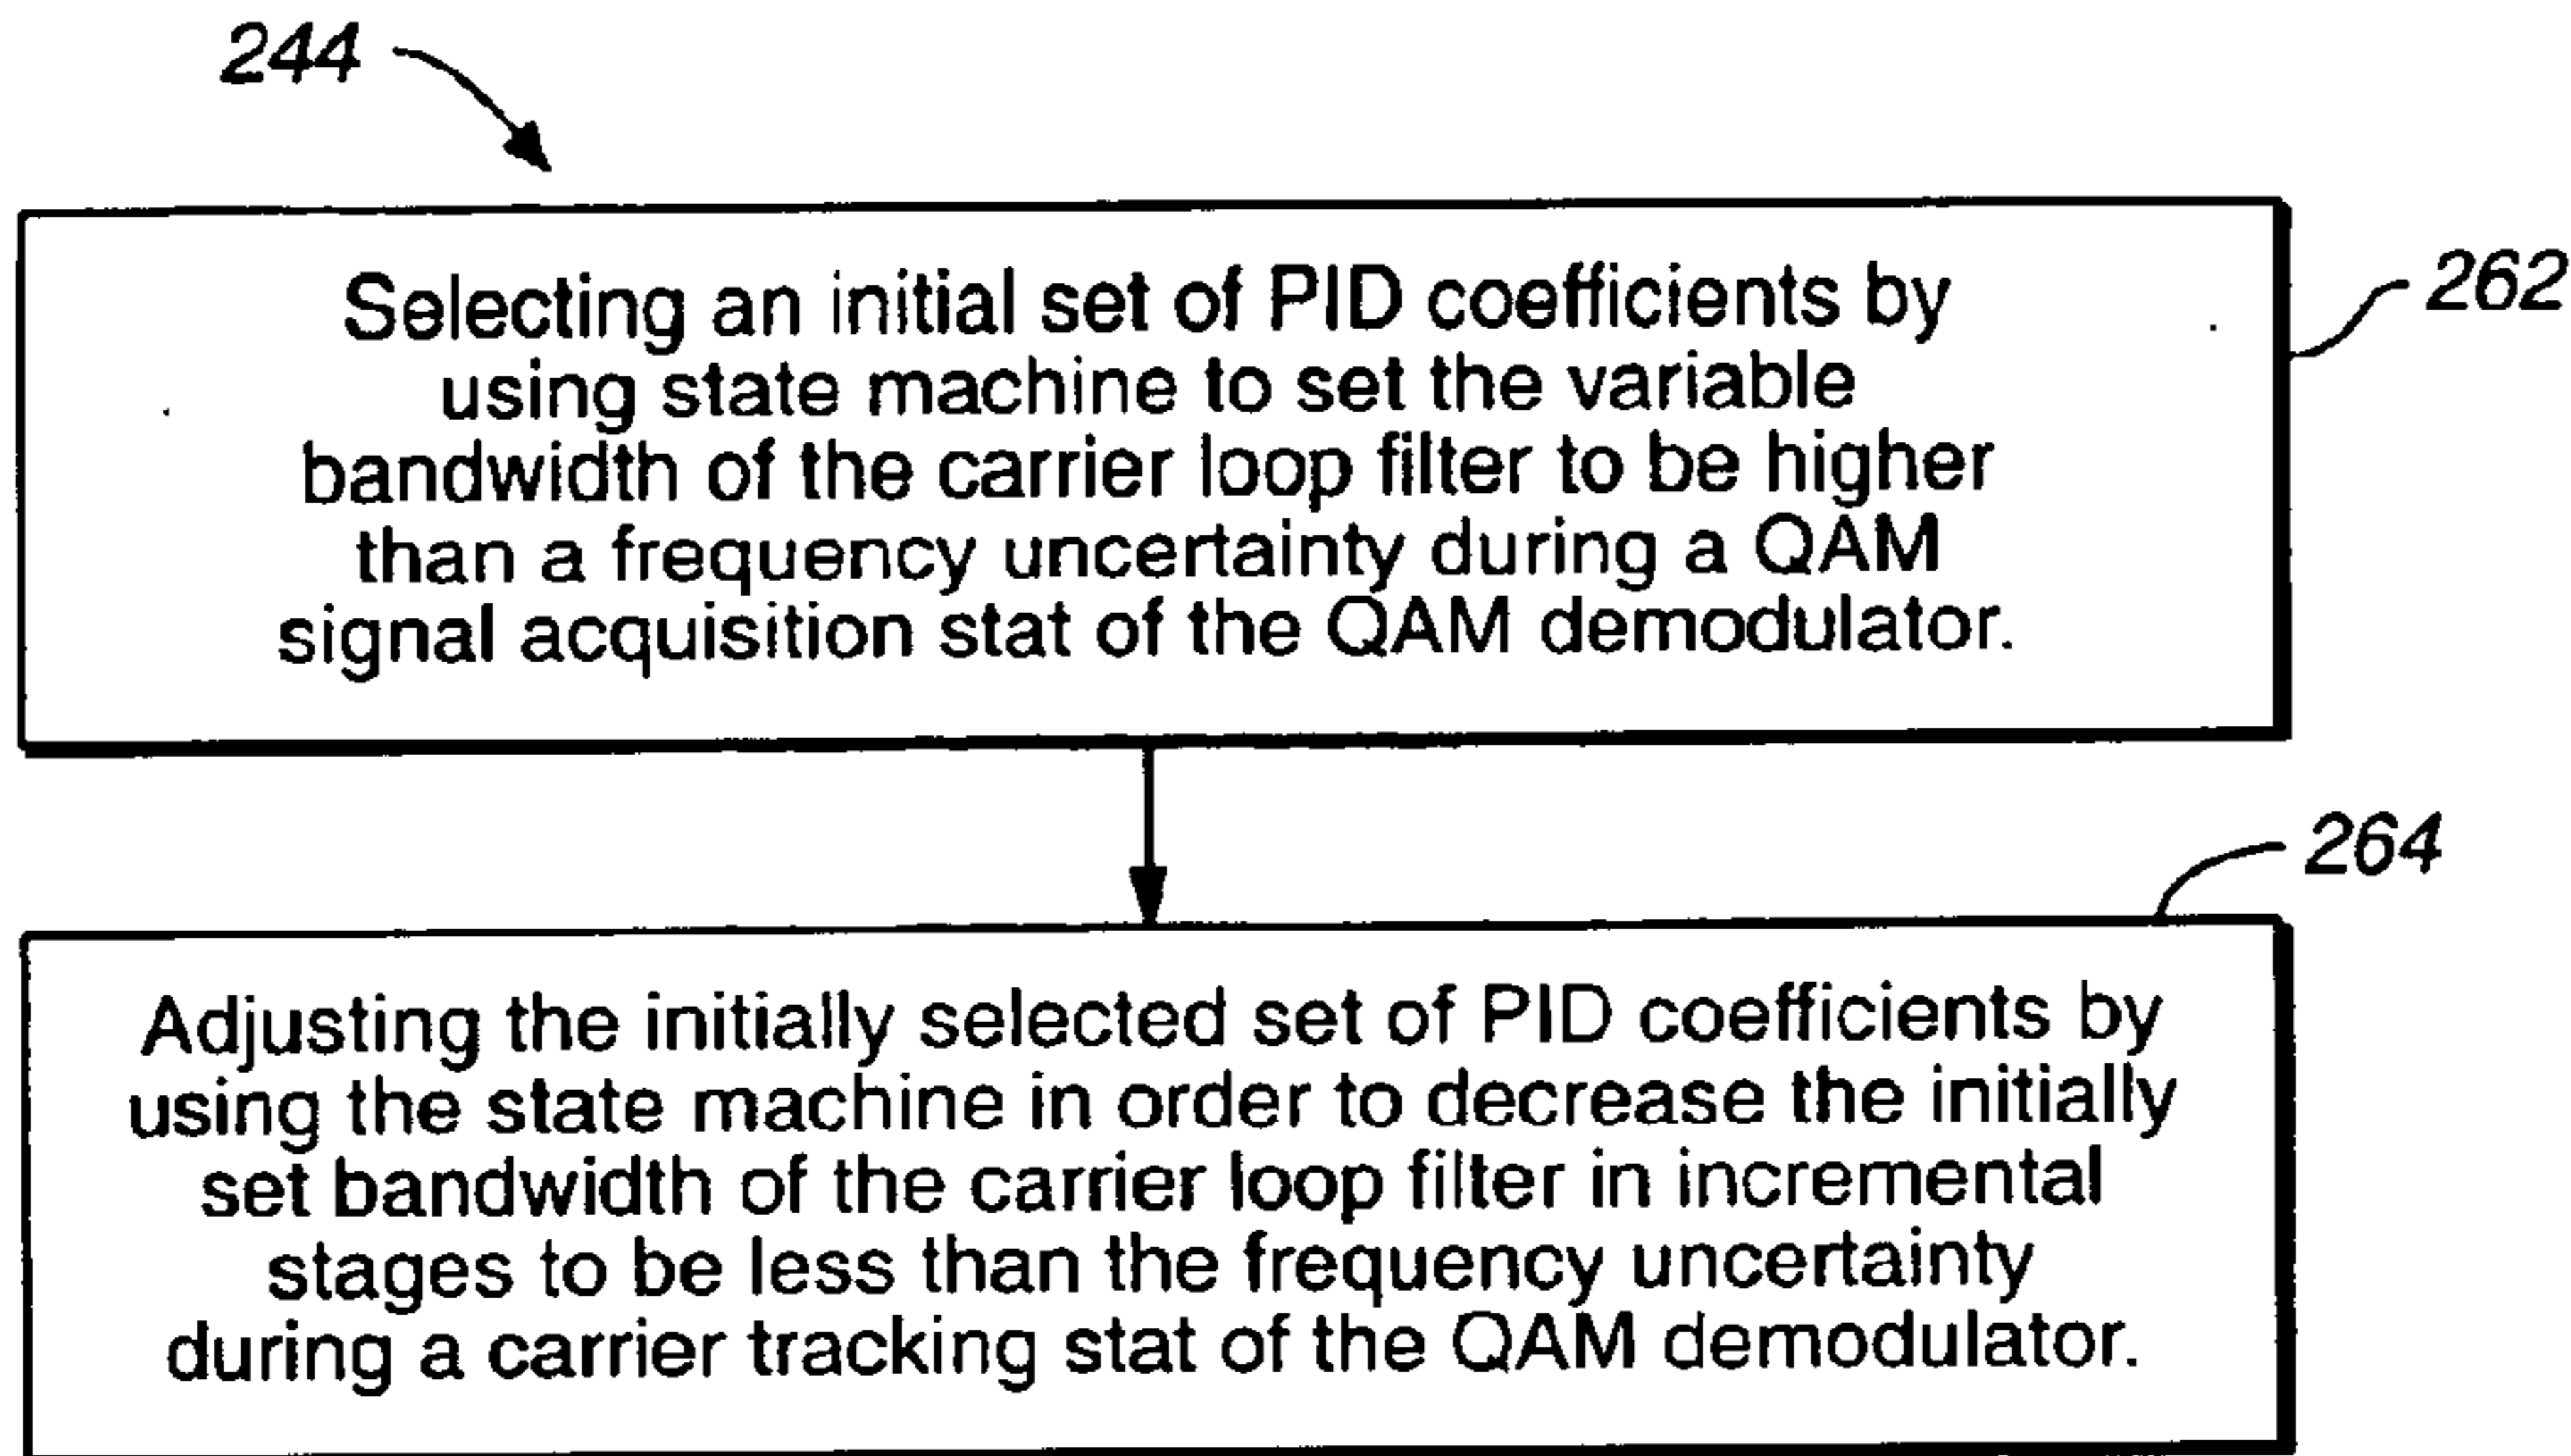 244
Selecting an initial set of PID coefficients by
using state machine to set the variable
bandwidth of the carrier loop filter to be higher
than a frequency uncertainty during a QAM
signal acquisition stat of the QAM demodulator.
262
264
Adjusting the initially selected set of PID coefficients by
using the state machine in order to decrease the initially
set bandwidth of the carrier loop filter in incremental
stages to be less than the frequency uncertainty
during a carrier tracking stat of the QAM demodulator.